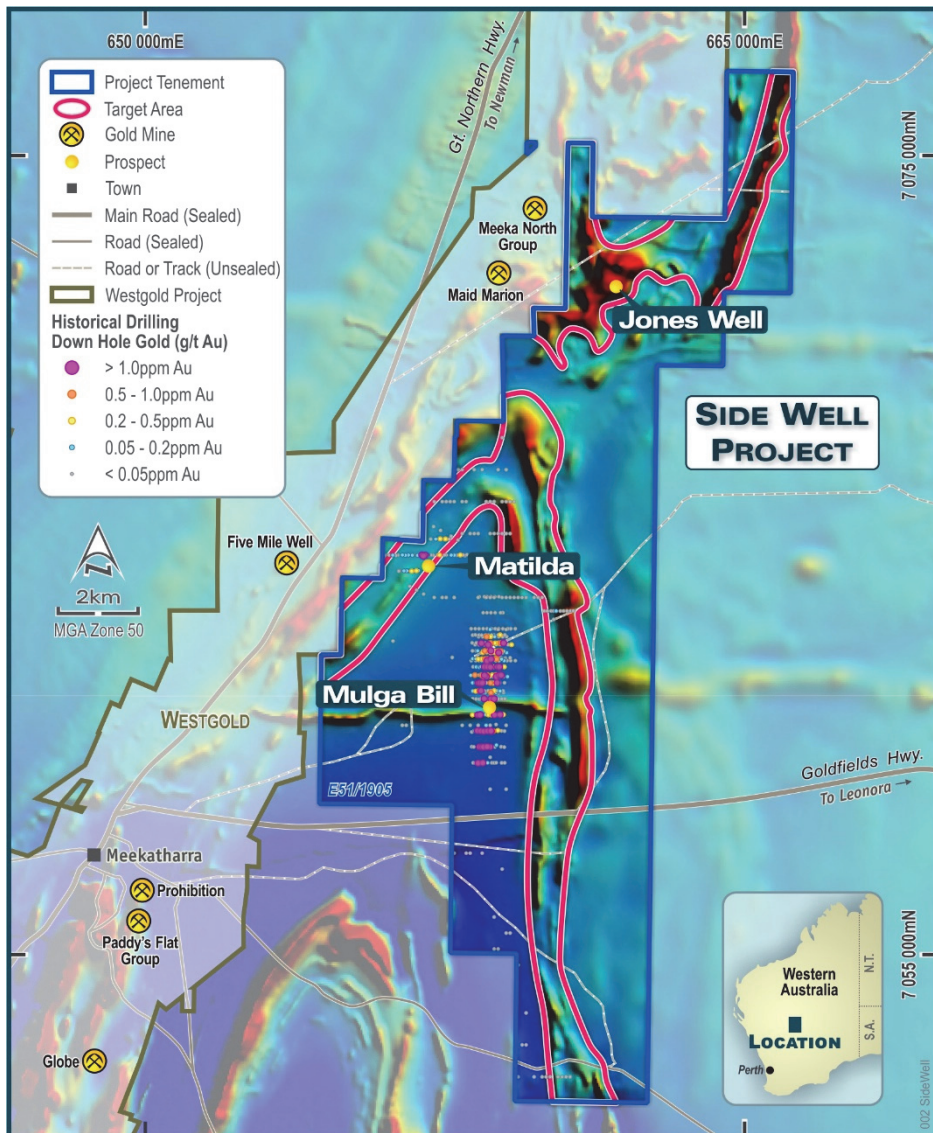 650 000mE
665 000mE
Project Tenement
Target Area
Gold Mine
Prospect
Town
Main Road (Sealed)
Road (Sealed)
Road or Track (Unsealed)
Westgold Project
Historical Drilling
Down Hole Gold (g/t Au)
> 1.0ppm Au
0.5 - 1.0ppm Au
0.2 - 0.5ppm Au
0.05 - 0.2ppm Au
< 0.05ppm Au
Gt. Northern Hwy.
To Newman →
7 075 000mN
Meeka North
Group
Maid Marion
Jones Well
SIDE WELL
PROJECT
Five Mile Well
Matilda
2km
MGA Zone 50
Mulga Bill
WESTGOLD
E51/1905
Goldfields Hwy.
To Leonora →
Meekatharra
Prohibition
Paddy's Flat
Group
Globe
7 055 000mN
Western
Australia
N.T.
S.A.
LOCATION
Perth
002 SideWell